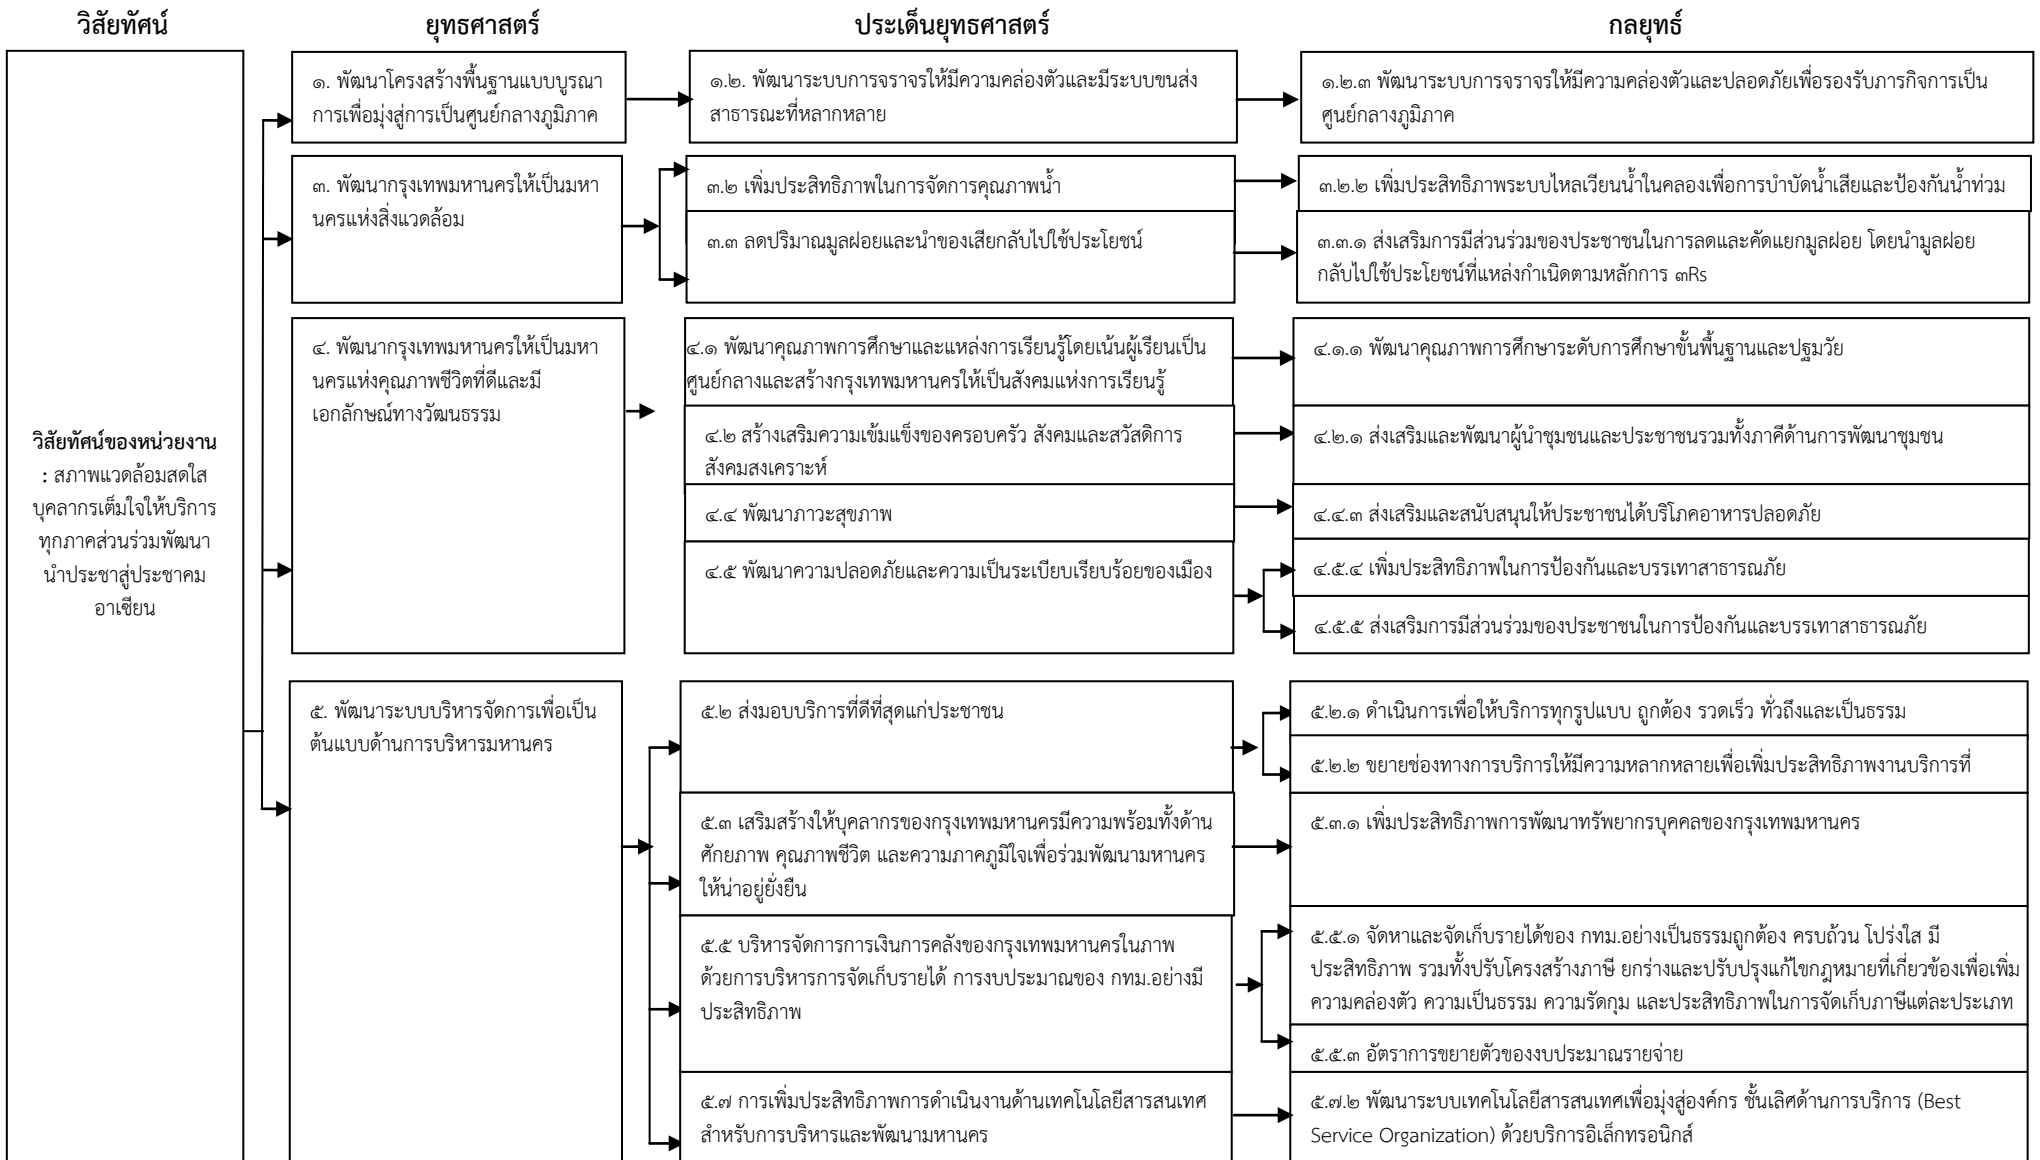 วิสัยทัศน์
ยุทธศาสตร์
ประเด็นยุทธศาสตร์
กลยุทธ์
วิสัยทัศน์ของหน่วยงาน
: สภาพแวดล้อมสดใส
บุคลากรเต็มใจให้บริการ
ทุกภาคส่วนร่วมพัฒนา
นำประชาสู่ประชาคม
อาเซียน
๑. พัฒนาโครงสร้างพื้นฐานแบบบูรณา
การเพื่อมุ่งสู่การเป็นศูนย์กลางภูมิภาค
๑.๒. พัฒนาระบบการจราจรให้มีความคล่องตัวและมีระบบขนส่ง
สาธารณะที่หลากหลาย
๑.๒.๓ พัฒนาระบบการจราจรให้มีความคล่องตัวและปลอดภัยเพื่อรองรับภารกิจการเป็น
ศูนย์กลางภูมิภาค
๓. พัฒนากรุงเทพมหานครให้เป็นมหา
นครแห่งสิ่งแวดล้อม
๓.๒ เพิ่มประสิทธิภาพในการจัดการคุณภาพน้ำ
๓.๒.๒ เพิ่มประสิทธิภาพระบบไหลเวียนน้ำในคลองเพื่อการบำบัดน้ำเสียและป้องกันน้ำท่วม
๓.๓ ลดปริมาณมูลฝอยและนำของเสียกลับไปใช้ประโยชน์
๓.๓.๑ ส่งเสริมการมีส่วนร่วมของประชาชนในการลดและคัดแยกมูลฝอย โดยนำมูลฝอย
กลับไปใช้ประโยชน์ที่แหล่งกำเนิดตามหลักการ ๓Rs
๔. พัฒนากรุงเทพมหานครให้เป็นมหา
นครแห่งคุณภาพชีวิตที่ดีและมี
เอกลักษณ์ทางวัฒนธรรม
๔.๑ พัฒนาคุณภาพการศึกษาและแหล่งการเรียนรู้โดยเน้นผู้เรียนเป็น
ศูนย์กลางและสร้างกรุงเทพมหานครให้เป็นสังคมแห่งการเรียนรู้
๔.๑.๑ พัฒนาคุณภาพการศึกษาระดับการศึกษาขั้นพื้นฐานและปฐมวัย
๔.๒ สร้างเสริมความเข้มแข็งของครอบครัว สังคมและสวัสดิการ
สังคมสงเคราะห์
๔.๒.๑ ส่งเสริมและพัฒนาผู้นำชุมชนและประชาชนรวมทั้งภาคีด้านการพัฒนาชุมชน
๔.๔ พัฒนาภาวะสุขภาพ
๔.๔.๓ ส่งเสริมและสนับสนุนให้ประชาชนได้บริโภคอาหารปลอดภัย
๔.๕ พัฒนาความปลอดภัยและความเป็นระเบียบเรียบร้อยของเมือง
๔.๕.๔ เพิ่มประสิทธิภาพในการป้องกันและบรรเทาสาธารณภัย
๔.๕.๕ ส่งเสริมการมีส่วนร่วมของประชาชนในการป้องกันและบรรเทาสาธารณภัย
๕. พัฒนาระบบบริหารจัดการเพื่อเป็น
ต้นแบบด้านการบริหารมหานคร
๕.๒ ส่งมอบบริการที่ดีที่สุดแก่ประชาชน
๕.๒.๑ ดำเนินการเพื่อให้บริการทุกรูปแบบ ถูกต้อง รวดเร็ว ทั่วถึงและเป็นธรรม
๕.๒.๒ ขยายช่องทางการบริการให้มีความหลากหลายเพื่อเพิ่มประสิทธิภาพงานบริการที่
๕.๓ เสริมสร้างให้บุคลากรของกรุงเทพมหานครมีความพร้อมทั้งด้าน
ศักยภาพ คุณภาพชีวิต และความภาคภูมิใจเพื่อร่วมพัฒนามหานคร
ให้น่าอยู่ยั่งยืน
๕.๓.๑ เพิ่มประสิทธิภาพการพัฒนาทรัพยากรบุคคลของกรุงเทพมหานคร
๕.๕ บริหารจัดการการเงินการคลังของกรุงเทพมหานครในภาพ
ด้วยการบริหารการจัดเก็บรายได้ การงบประมาณของ กทม.อย่างมี
ประสิทธิภาพ
๕.๕.๑ จัดหาและจัดเก็บรายได้ของ กทม.อย่างเป็นธรรมถูกต้อง ครบถ้วน โปร่งใส มี
ประสิทธิภาพ รวมทั้งปรับโครงสร้างภาษี ยกร่างและปรับปรุงแก้ไขกฎหมายที่เกี่ยวข้องเพื่อเพิ่ม
ความคล่องตัว ความเป็นธรรม ความรัดกุม และประสิทธิภาพในการจัดเก็บภาษีแต่ละประเภท
๕.๕.๓ อัตราการขยายตัวของงบประมาณรายจ่าย
๕.๗ การเพิ่มประสิทธิภาพการดำเนินงานด้านเทคโนโลยีสารสนเทศ
สำหรับการบริหารและพัฒนามหานคร
๕.๗.๒ พัฒนาระบบเทคโนโลยีสารสนเทศเพื่อมุ่งสู่องค์กร ชั้นเลิศด้านการบริการ (Best
Service Organization) ด้วยบริการอิเล็กทรอนิกส์